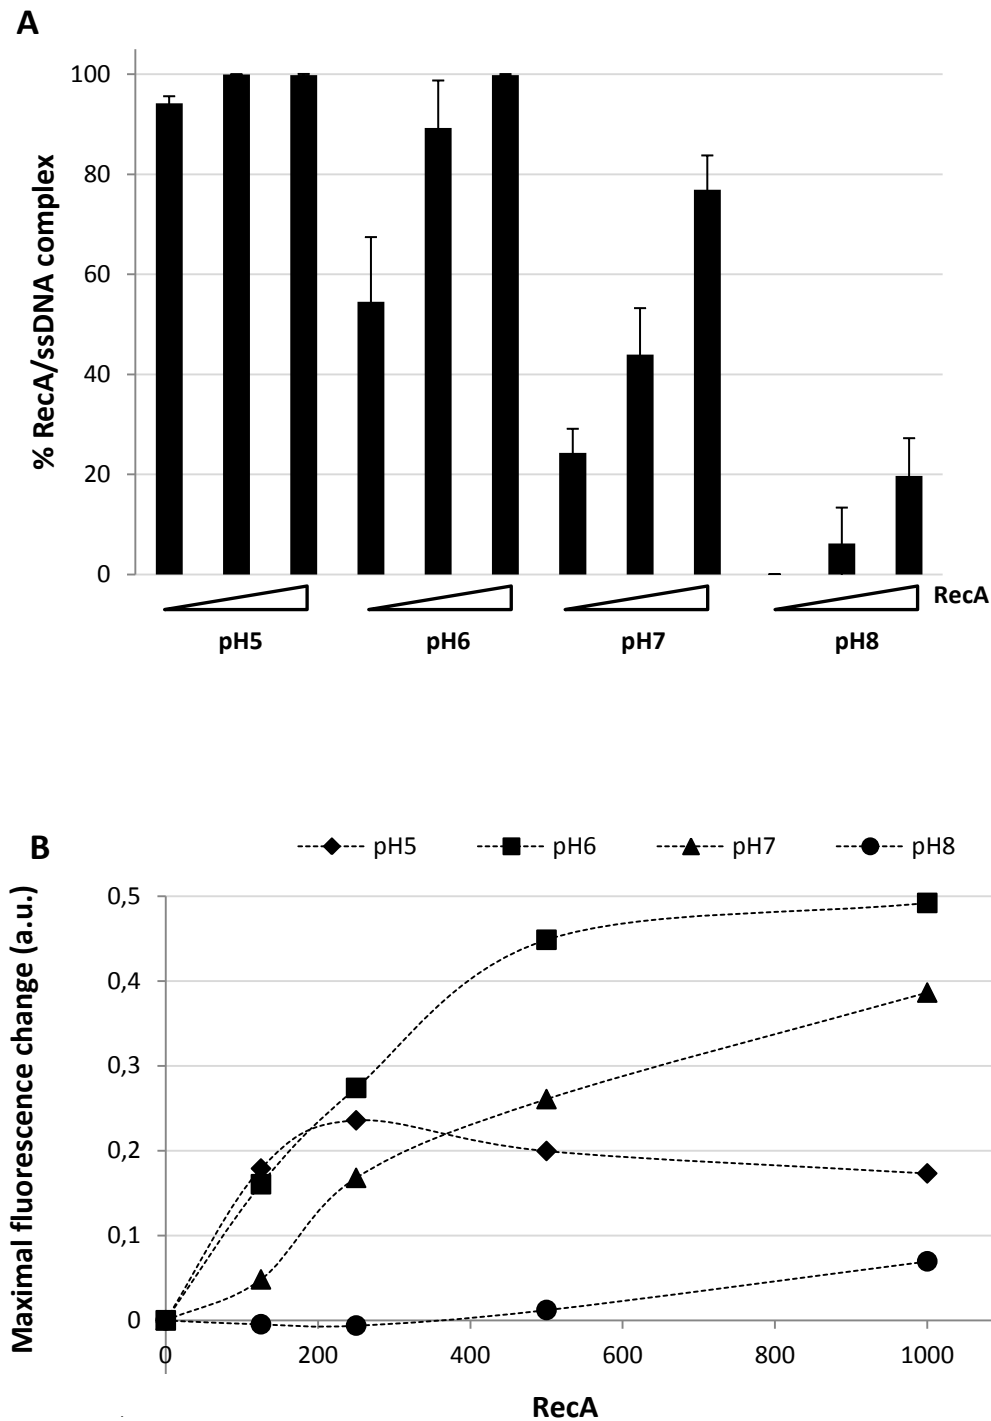 A
% RecA/ssDNA complex
100
80
60
40
20
0
RecA
pH5 pH6 pH7 pH8
B
pH5 pH6 pH7 pH8
Maximal fluorescence change (a.u.)
0,5
0,4
0,3
0,2
0,1
0
0 200 400 600 800 1000
RecA